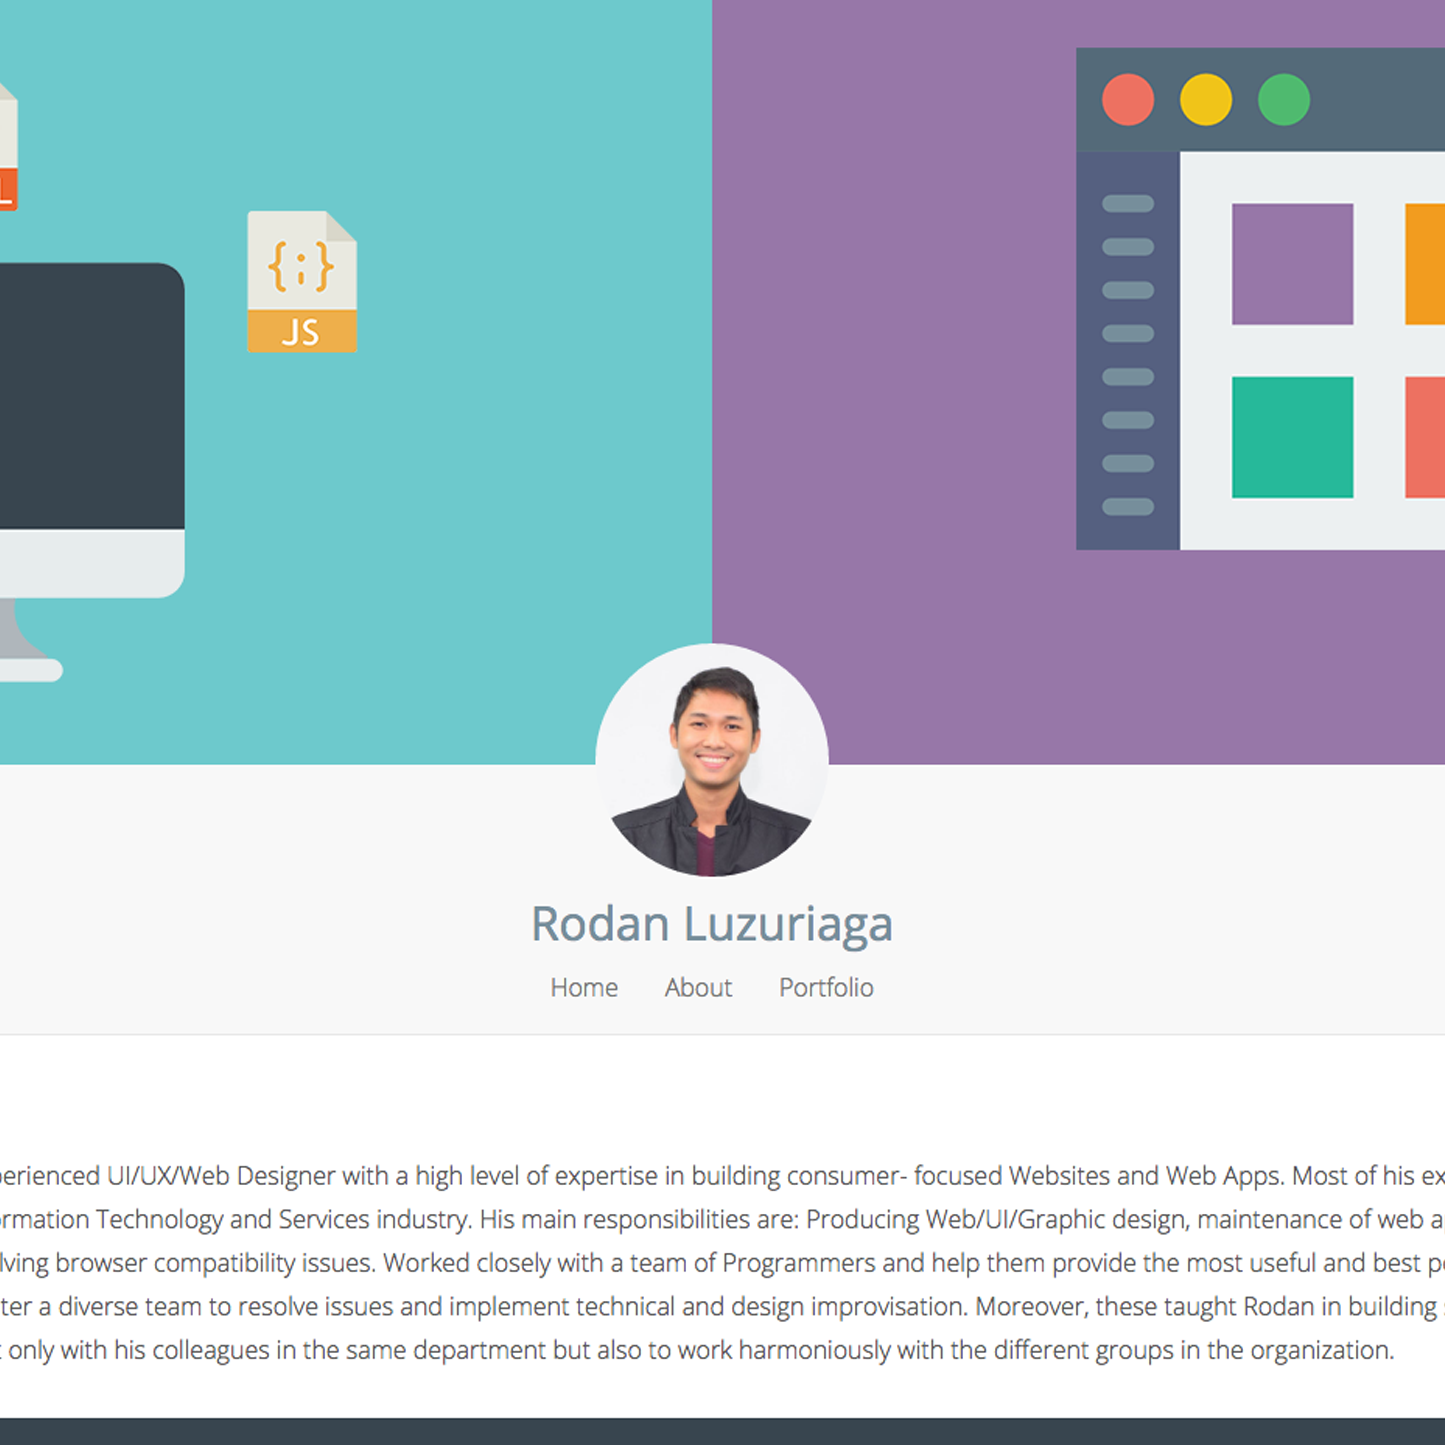 L
{;}
JS
Rodan Luzuriaga
Home About Portfolio
UI/UX/Web Designer with a high level of expertise in building consumer- focused Websites and Web Apps. Most of his
Technology and Services industry. His main responsibilities are: Producing Web/UI/Graphic design, maintenance of web
browser compatibility issues. Worked closely with a team of Programmers and help them provide the most useful and best
a diverse team to resolve issues and implement technical and design improvisation. Moreover, these taught Rodan in building
only with his colleagues in the same department but also to work harmoniously with the different groups in the organization.